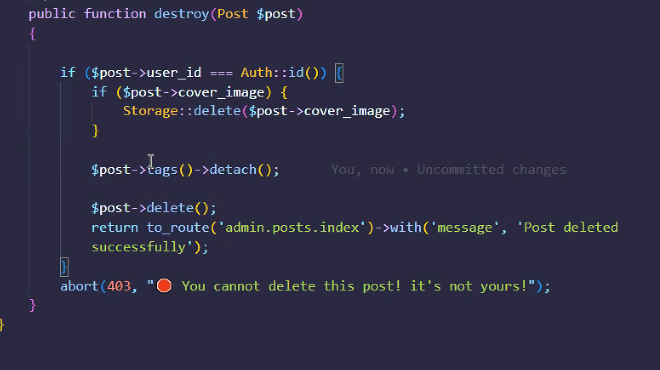 public function destroy(Post $post)
{
if ($post->user_id === Auth::id()) {
if ($post->cover_image) {
Storage::delete($post->cover_image);
}
$post->tags()->detach(); You, now • Uncommitted changes
$post->delete();
return to_route('admin.posts.index')->with('message', 'Post deleted
successfully');
}
abort(403, "🛑 You cannot delete this post! it's not yours!");
}
}